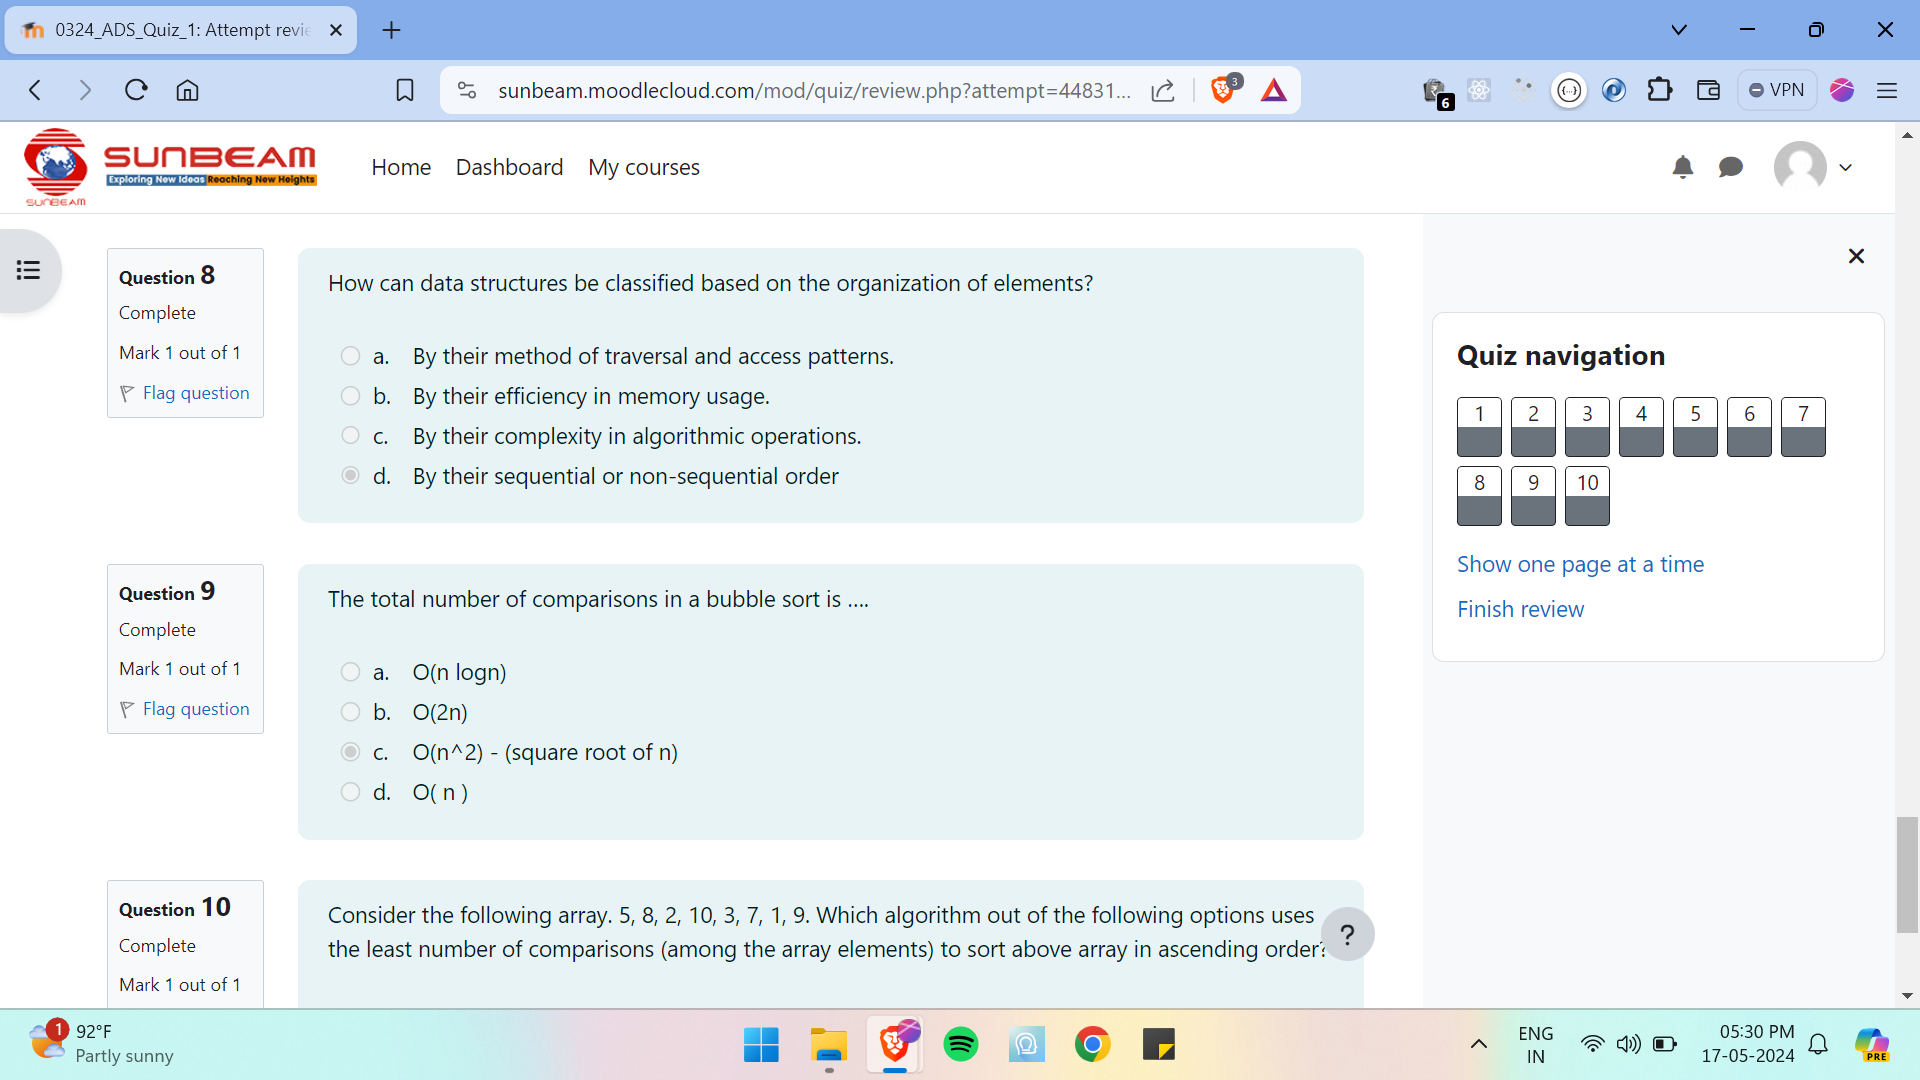 0324_ADS_Quiz_1: Attempt revie
sunbeam.moodlecloud.com/mod/quiz/review.php?attempt=44831...
3
6
VPN
SUNBEAM
Exploring New Ideas Reaching New Heights
SUNBEAM
Home Dashboard My courses
Question 8
Complete
Mark 1 out of 1
Flag question
How can data structures be classified based on the organization of elements?
a. By their method of traversal and access patterns.
b. By their efficiency in memory usage.
c. By their complexity in algorithmic operations.
d. By their sequential or non-sequential order
Question 9
Complete
Mark 1 out of 1
Flag question
The total number of comparisons in a bubble sort is ....
a. O(n logn)
b. O(2n)
c. O(n^2) - (square root of n)
d. O( n )
Question 10
Complete
Mark 1 out of 1
Consider the following array. 5, 8, 2, 10, 3, 7, 1, 9. Which algorithm out of the following options uses
the least number of comparisons (among the array elements) to sort above array in ascending order?
?
Quiz navigation
1 2 3 4 5 6 7
8 9 10
Show one page at a time
Finish review
1
92°F
Partly sunny
ENG
IN
05:30 PM
17-05-2024
PRE